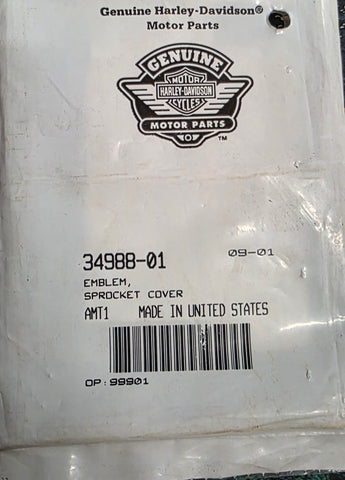 Genuine Harley-Davidson®
Motor Parts
GENUINE
MOTOR
HARLEY-DAVIDSON
CYCLES
MOTOR PARTS
TM
34988-01 09-01
EMBLEM,
SPROCKET COVER
AMT1 MADE IN UNITED STATES
OP:99901